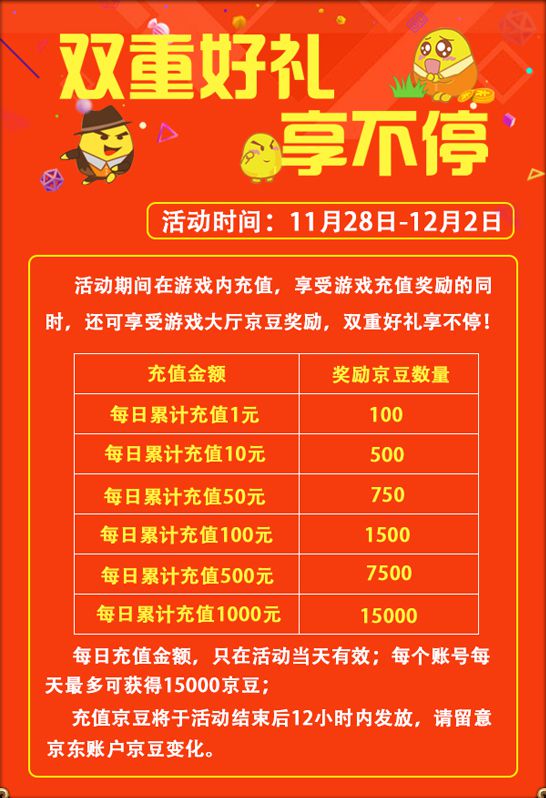 双重好礼
享不停
活动时间：11月28日-12月2日
活动期间在游戏内充值，享受游戏充值奖励的同
时，还可享受游戏大厅京豆奖励，双重好礼享不停！
充值金额 奖励京豆数量
每日累计充值1元 100
每日累计充值10元 500
每日累计充值50元 750
每日累计充值100元 1500
每日累计充值500元 7500
每日累计充值1000元 15000
每日充值金额，只在活动当天有效；每个账号每
天最多可获得15000京豆；
充值京豆将于活动结束后12小时内发放，请留意
京东账户京豆变化。